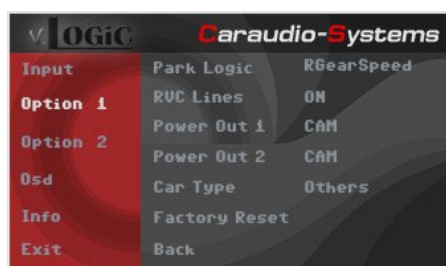 v.LOGiC Caraudio-Systems
Input Park Logic RGearSpeed
Option 1 RVC Lines ON
Power Out 1 CAM
Option 2 Power Out 2 CAM
Osd Car Type Others
Info Factory Reset
Exit Back